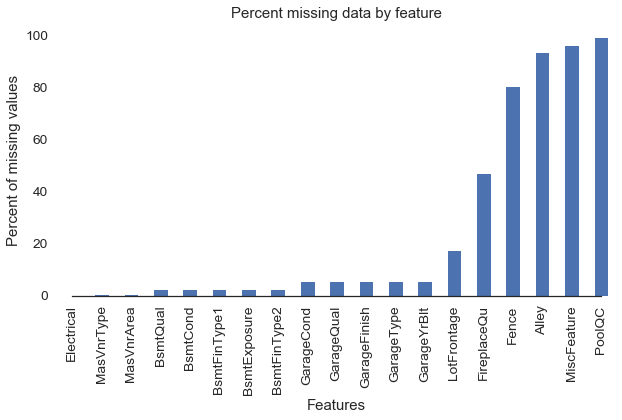 Percent missing data by feature
Percent of missing values
100
80
60
40
20
0
Electrical
MasVnrType
MasVnrArea
BsmtQual
BsmtCond
BsmtFinType1
BsmtExposure
BsmtFinType2
GarageCond
GarageQual
GarageFinish
GarageType
GarageYrBlt
LotFrontage
FireplaceQu
Fence
Alley
MiscFeature
PoolQC
Features